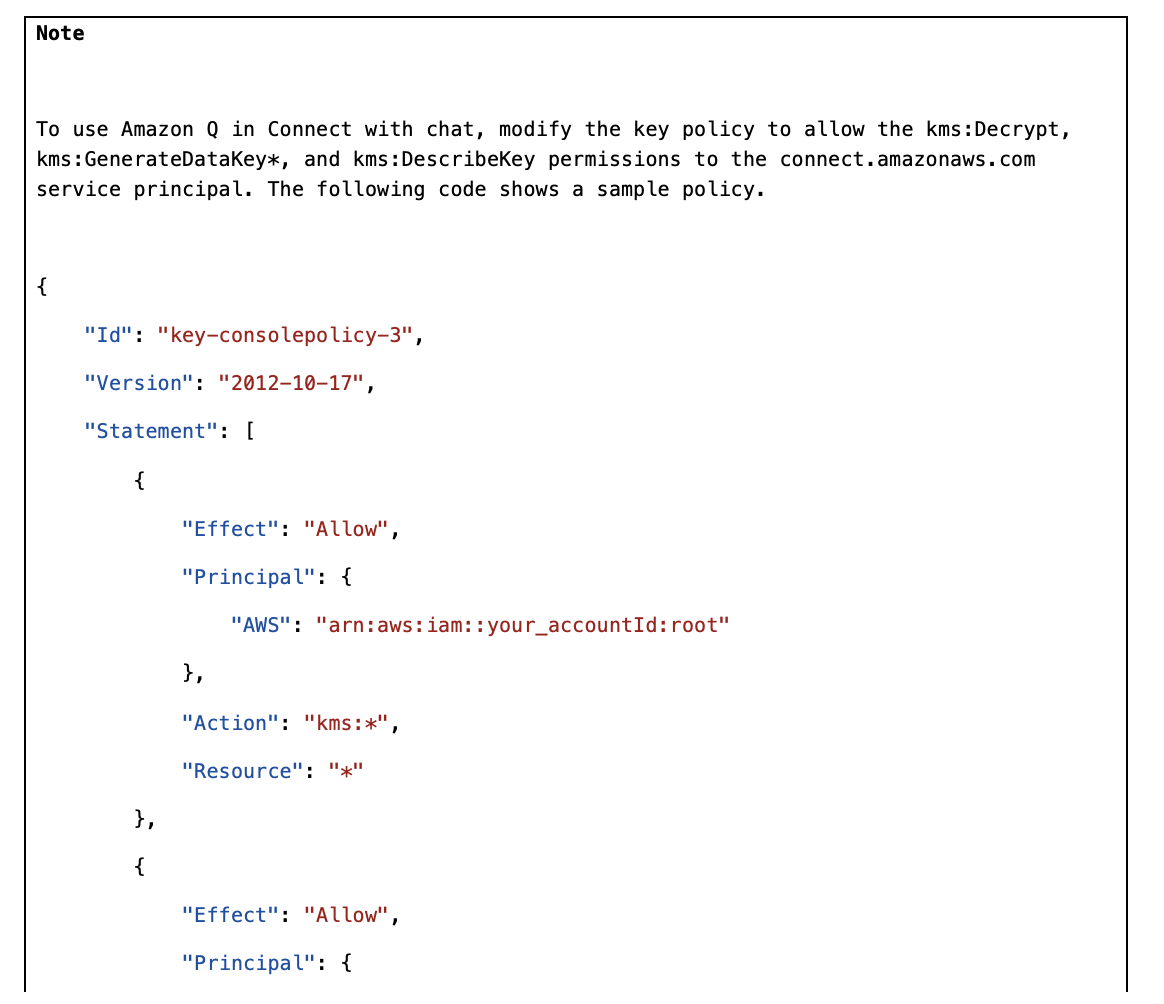 Note
To use Amazon Q in Connect with chat, modify the key policy to allow the kms:Decrypt,
kms:GenerateDataKey*, and kms:DescribeKey permissions to the connect.amazonaws.com
service principal. The following code shows a sample policy.
{
    "Id": "key-consolepolicy-3",
    "Version": "2012-10-17",
    "Statement": [
        {
            "Effect": "Allow",
            "Principal": {
                "AWS": "arn:aws:iam::your_accountId:root"
            },
            "Action": "kms:*",
            "Resource": "*"
        },
        {
            "Effect": "Allow",
            "Principal": {